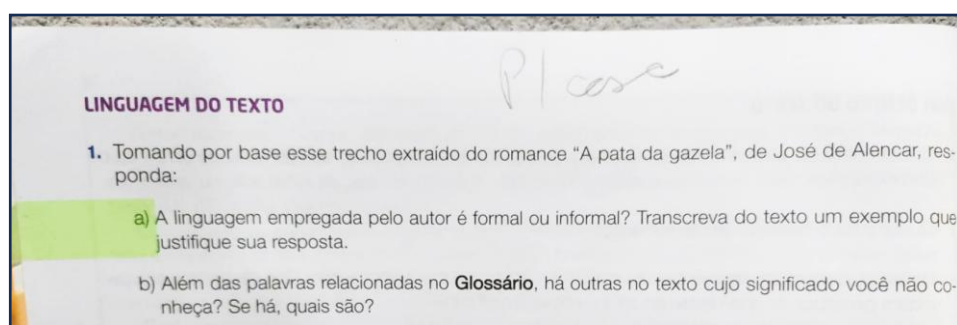 P/ casa
LINGUAGEM DO TEXTO
1. Tomando por base esse trecho extraído do romance “A pata da gazela”, de José de Alencar, res-
ponda:
a) A linguagem empregada pelo autor é formal ou informal? Transcreva do texto um exemplo que
justifique sua resposta.
b) Além das palavras relacionadas no Glossário, há outras no texto cujo significado você não co-
nheça? Se há, quais são?